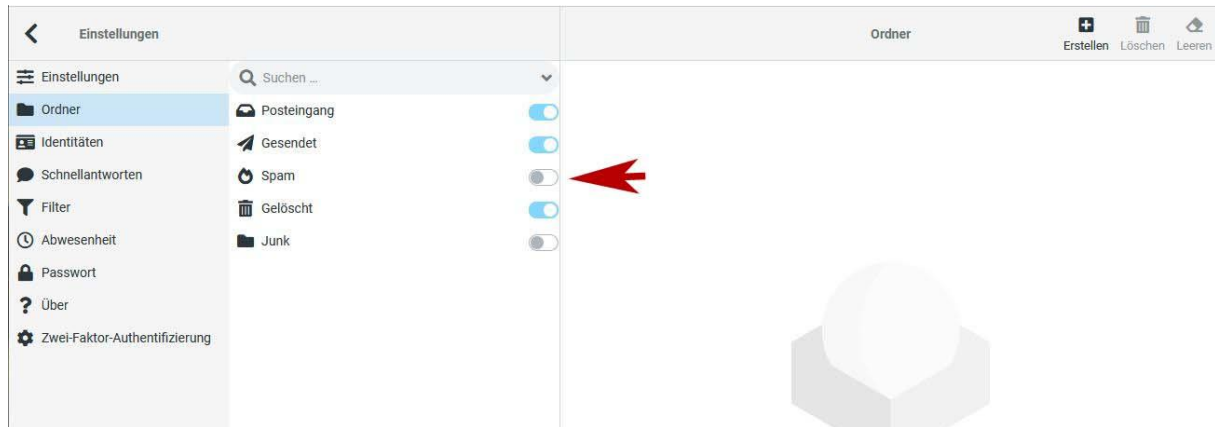 Einstellungen
Ordner
Erstellen
Löschen
Leeren
Einstellungen
Ordner
Identitäten
Schnellantworten
Filter
Abwesenheit
Passwort
Über
Zwei-Faktor-Authentifizierung
Suchen ...
Posteingang
Gesendet
Spam
Gelöscht
Junk